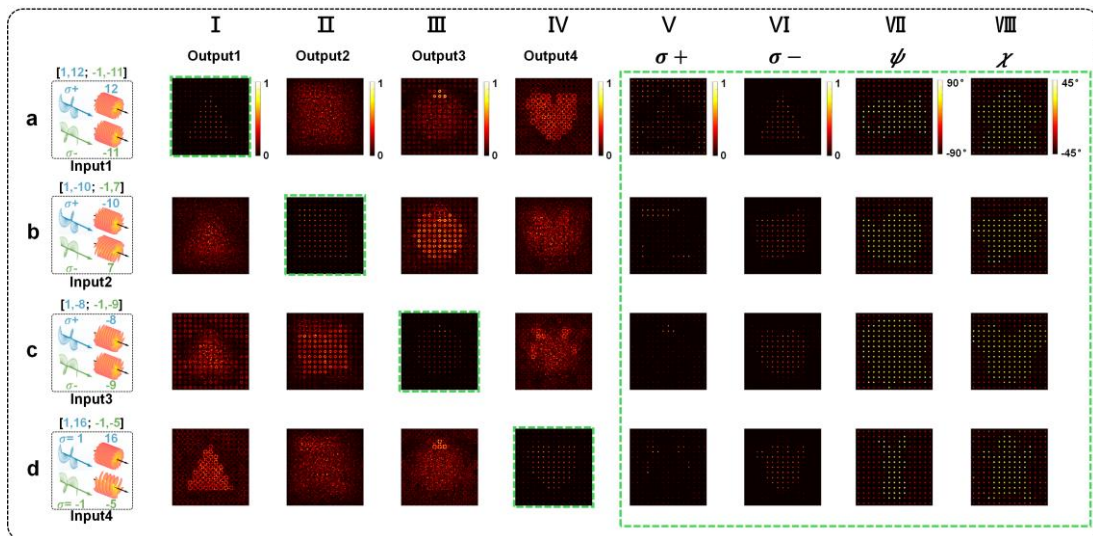 I II III IV V VI VII VIII
Output1 Output2 Output3 Output4 σ+ σ− ψ χ
[1,12; -1,-11]
σ+ 12
a
σ- -11
Input1
1 0 1 0 1 0 1 0 1 0 1 0 90° -90° 45° -45°
[1,-10; -1,7]
σ+ -10
b
σ- 7
Input2
[1,-8; -1,-9]
σ+ -8
c
σ- -9
Input3
[1,16; -1,-5]
σ= 1 16
d
σ= -1 -5
Input4